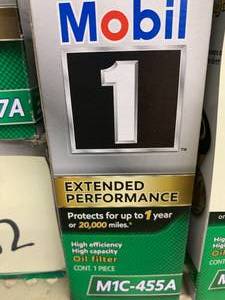 Mobil
1
TM
EXTENDED
PERFORMANCE
Protects for up to 1 year
or 20,000 miles.*
High efficiency
High capacity
Oil filter
CONT. 1 PIECE
M1C-455A
7A
2